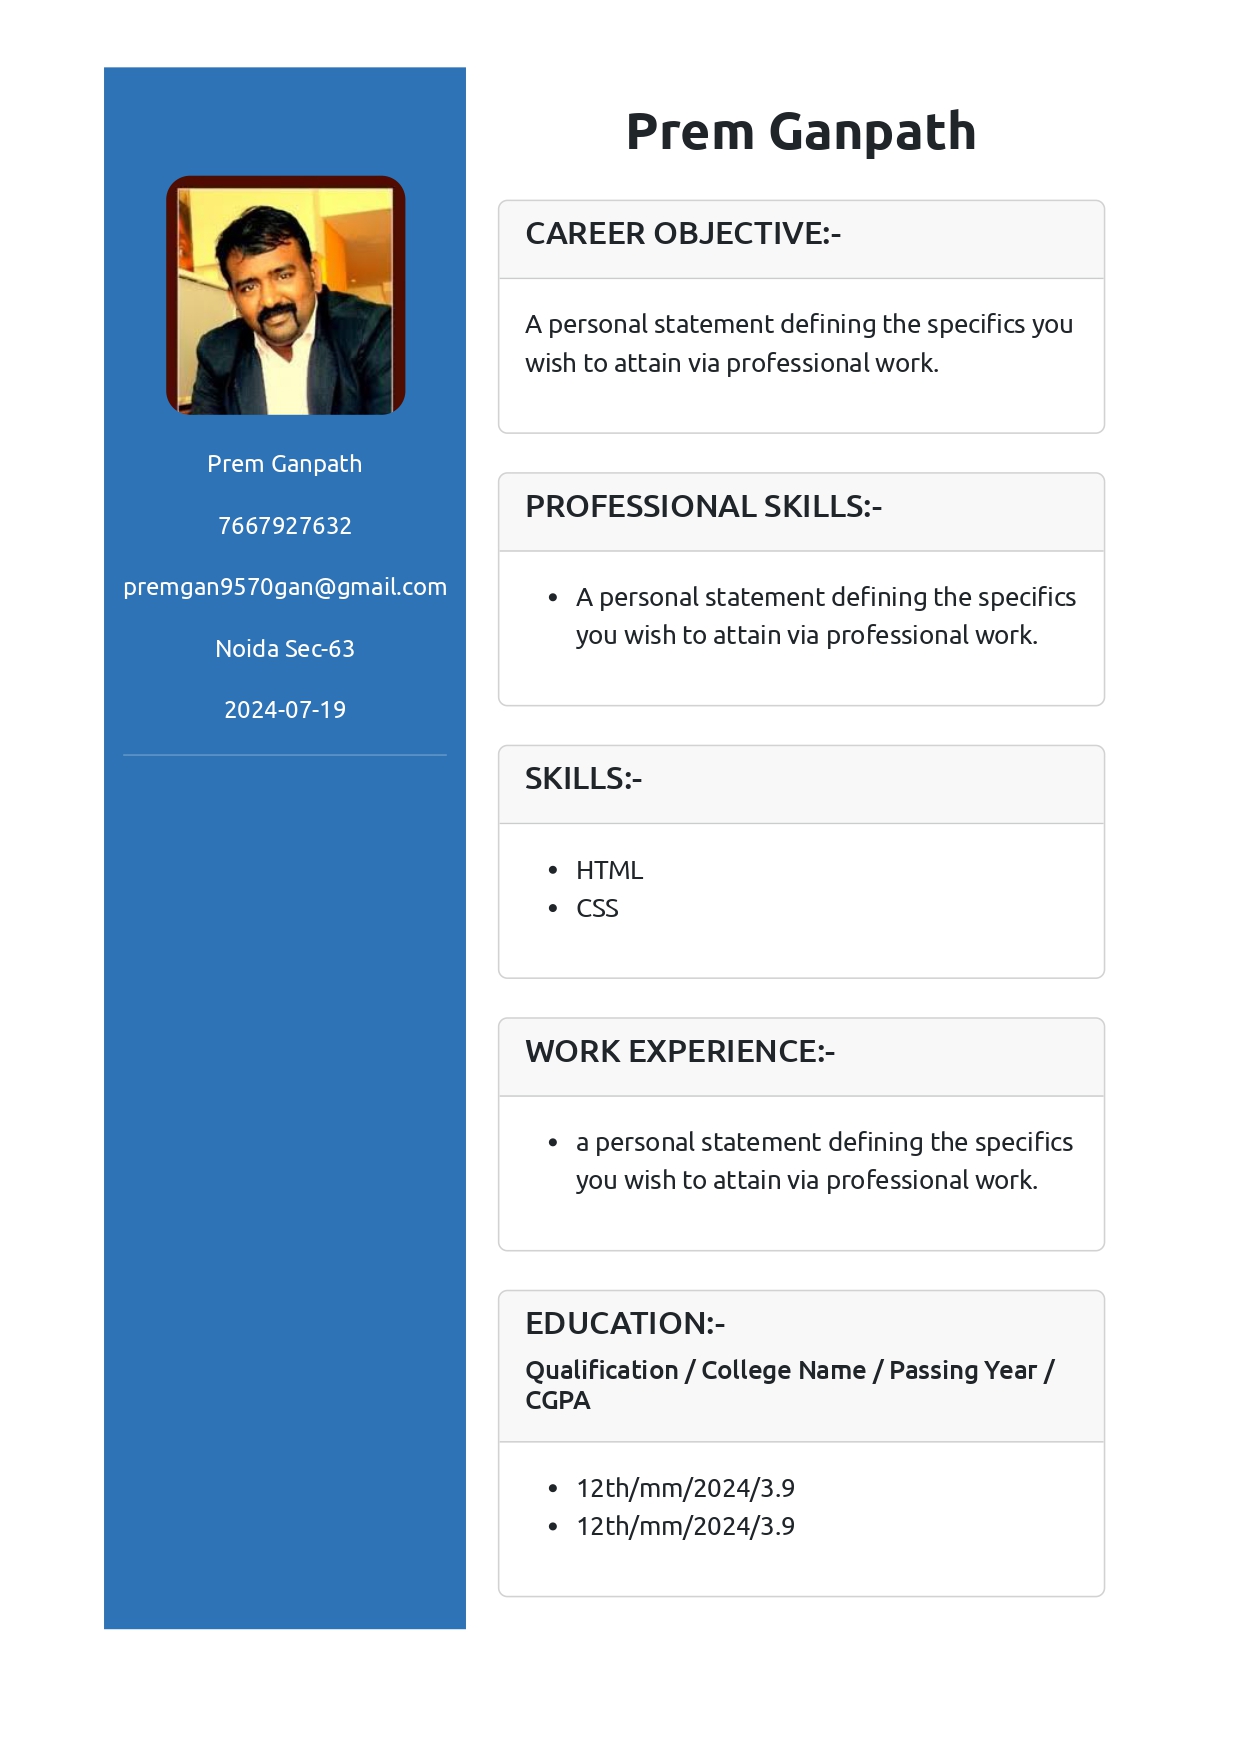 Prem Ganpath
7667927632
premgan9570gan@gmail.com
Noida Sec-63
2024-07-19
Prem Ganpath
CAREER OBJECTIVE:-
A personal statement defining the specifics you
wish to attain via professional work.
PROFESSIONAL SKILLS:-
• A personal statement defining the specifics
you wish to attain via professional work.
SKILLS:-
• HTML
• CSS
WORK EXPERIENCE:-
• a personal statement defining the specifics
you wish to attain via professional work.
EDUCATION:-
Qualification / College Name / Passing Year /
CGPA
• 12th/mm/2024/3.9
• 12th/mm/2024/3.9